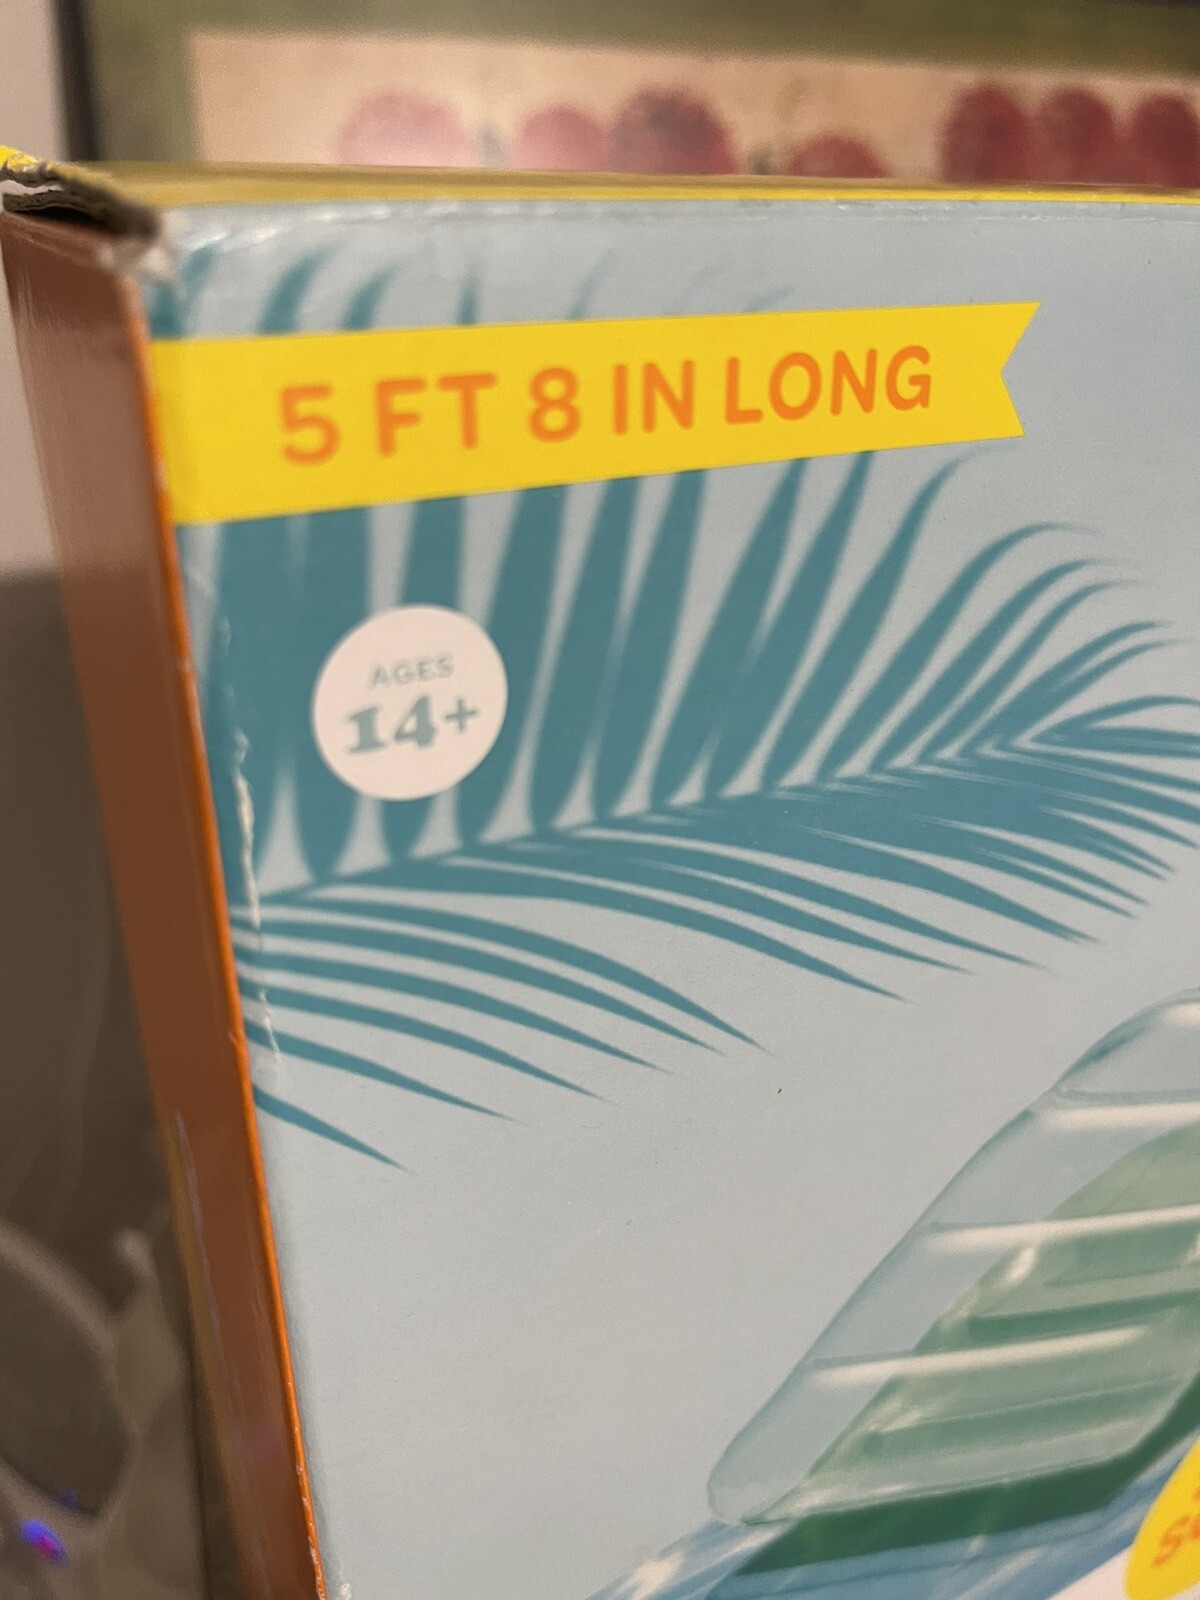 5 FT 8 IN LONG
AGES
14+